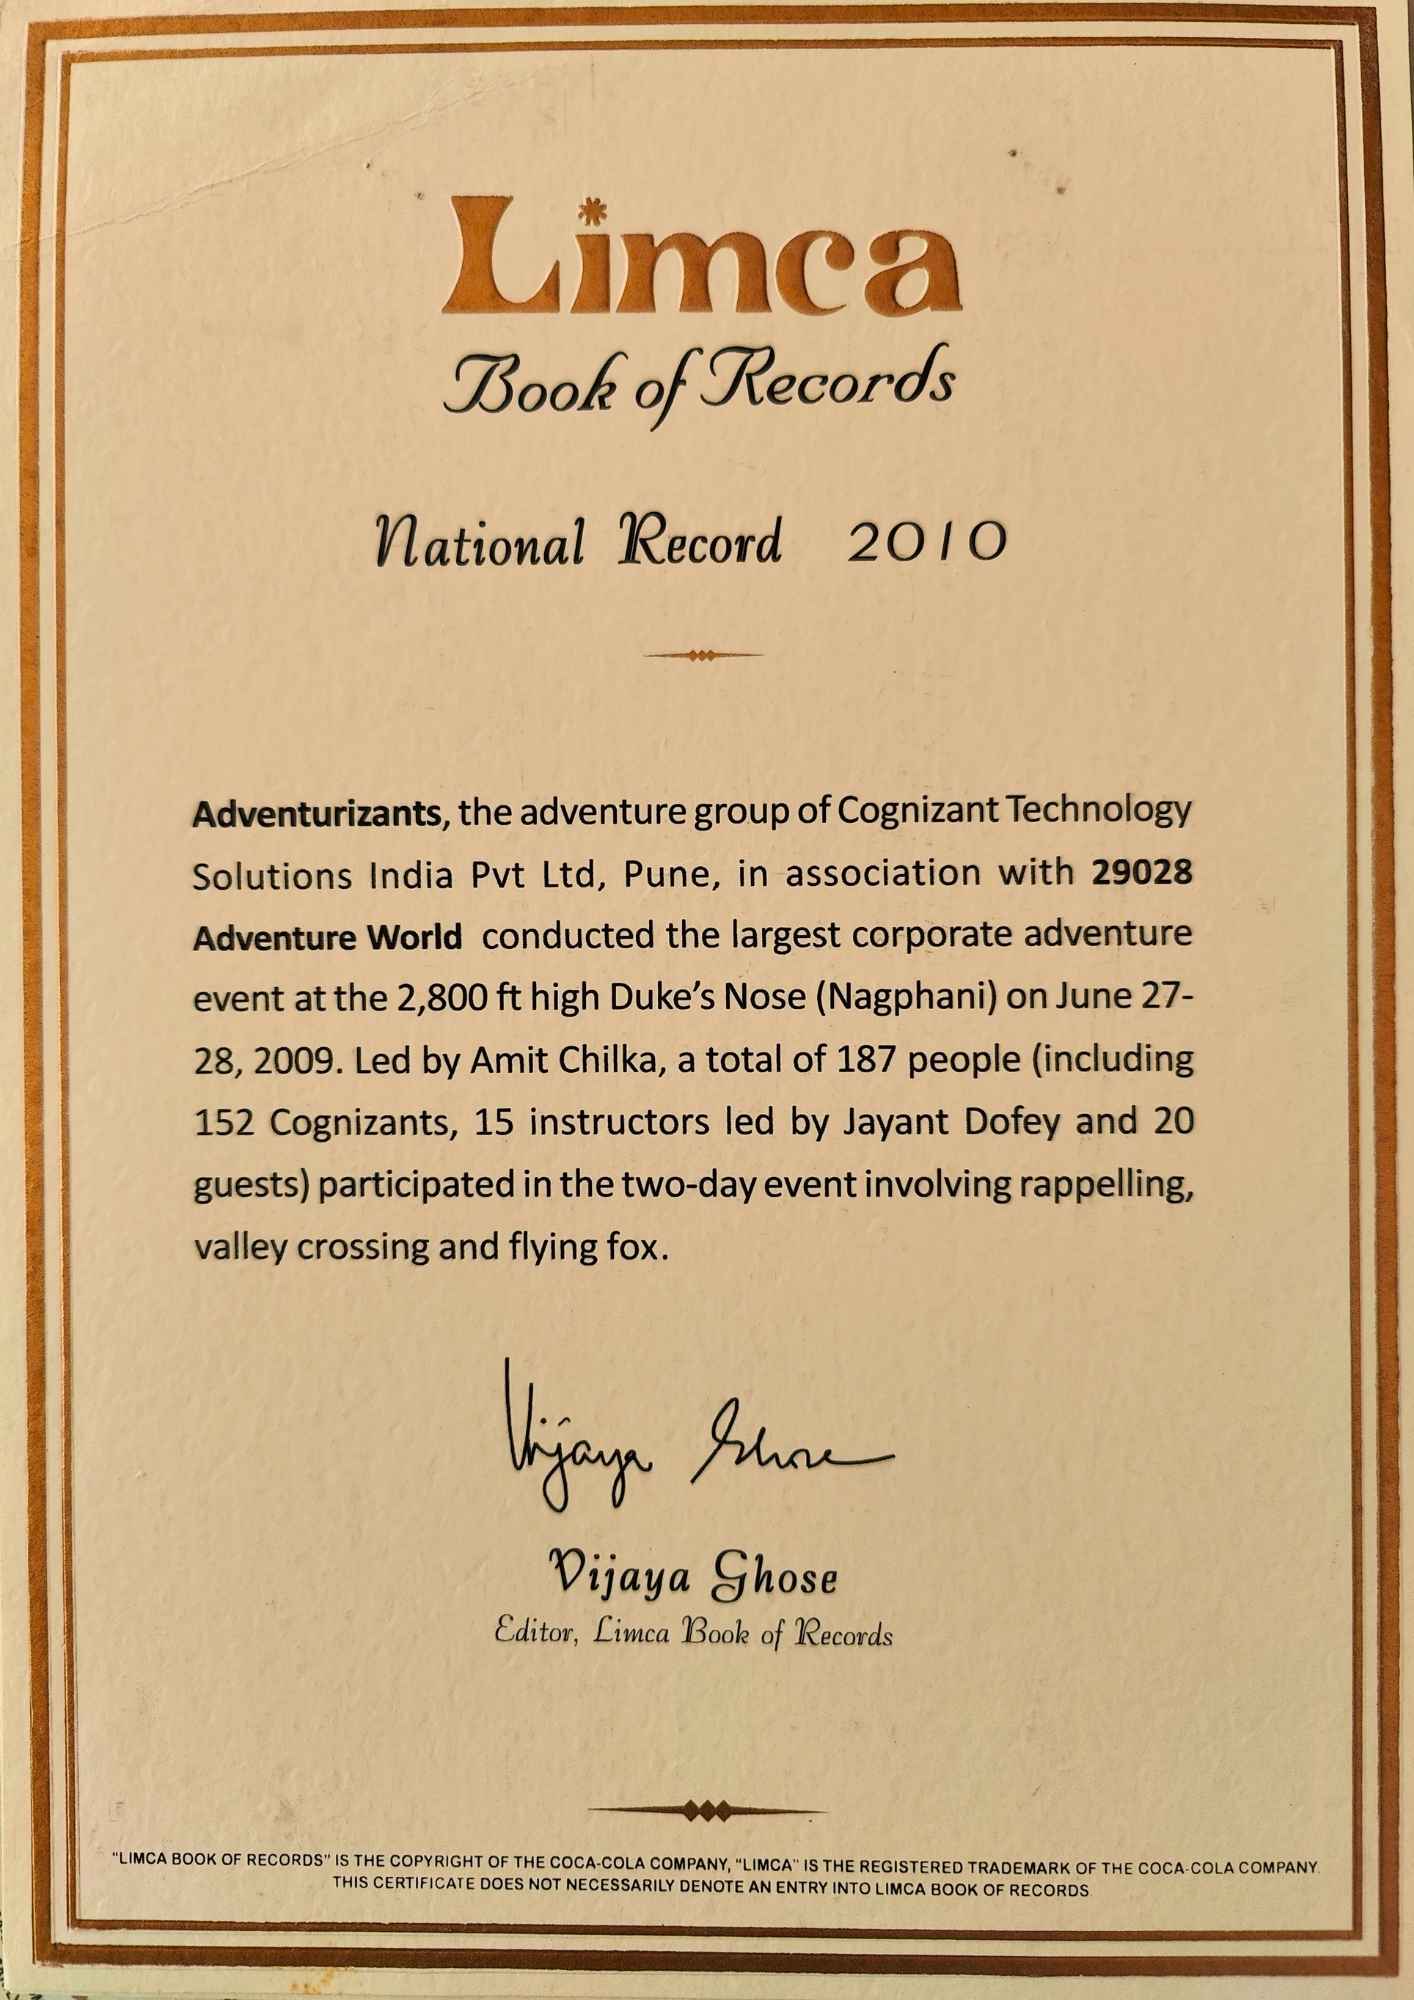 Limca
Book of Records
National Record 2010
Adventurizants, the adventure group of Cognizant Technology
Solutions India Pvt Ltd, Pune, in association with 29028
Adventure World conducted the largest corporate adventure
event at the 2,800 ft high Duke's Nose (Nagphani) on June 27-
28, 2009. Led by Amit Chilka, a total of 187 people (including
152 Cognizants, 15 instructors led by Jayant Dofey and 20
guests) participated in the two-day event involving rappelling,
valley crossing and flying fox.
Vijaya Ghose
Vijaya Ghose
Editor, Limca Book of Records
"LIMCA BOOK OF RECORDS" IS THE COPYRIGHT OF THE COCA-COLA COMPANY, "LIMCA" IS THE REGISTERED TRADEMARK OF THE COCA-COLA COMPANY.
THIS CERTIFICATE DOES NOT NECESSARILY DENOTE AN ENTRY INTO LIMCA BOOK OF RECORDS.